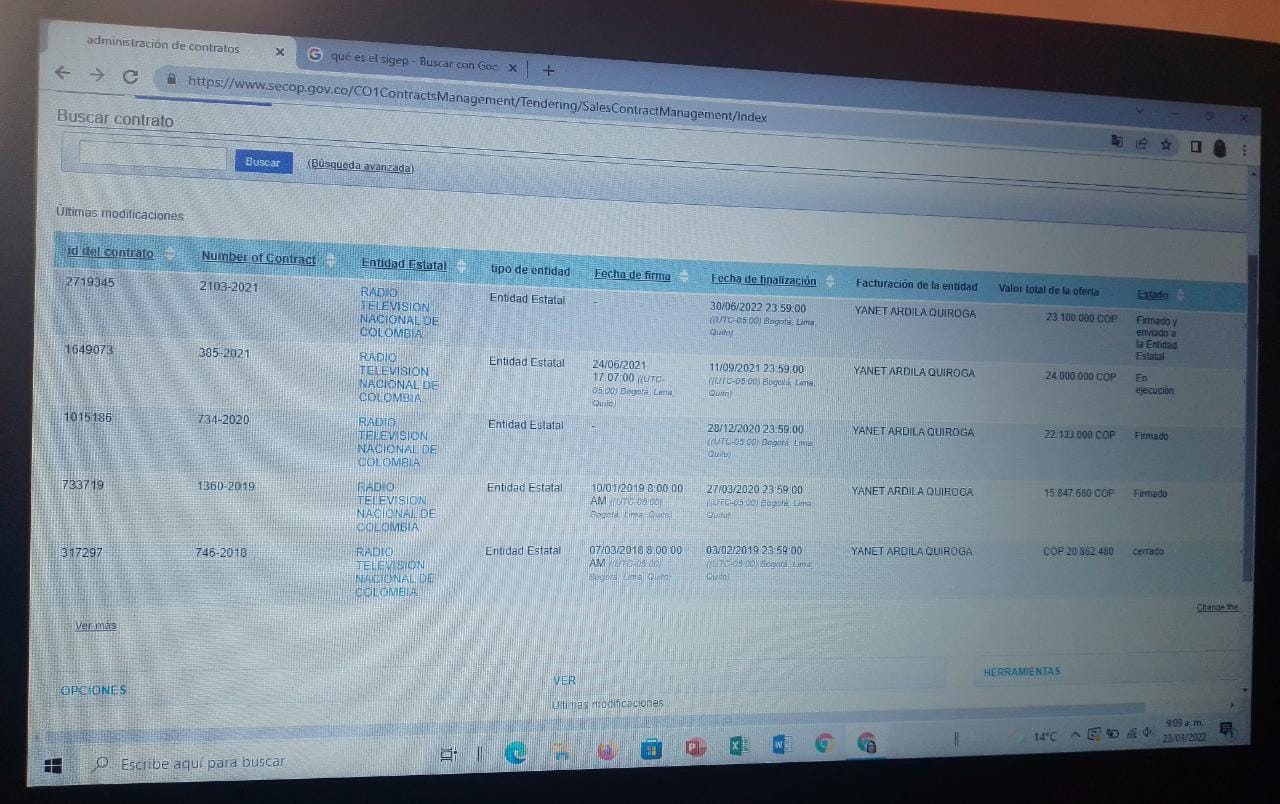 administración de contratos
qué es el sigep - Buscar con Goo
https://www.secop.gov.co/CO1ContractsManagement/Tendering/SalesContractManagement/Index
Buscar contrato
Buscar
(Búsqueda avanzada)
Últimas modificaciones
id del contrato Number of Contract Entidad Estatal tipo de entidad Fecha de firma Fecha de finalización Facturación de la entidad Valor total de la oferta Estado
2719345 2103-2021 RADIO TELEVISION NACIONAL DE COLOMBIA Entidad Estatal - 30/06/2022 23:59:00 ((UTC-05:00) Bogotá, Lima, Quito) YANET ARDILA QUIROGA 23.100.000 COP Firmado y enviado a la Entidad Estatal
1649073 385-2021 RADIO TELEVISION NACIONAL DE COLOMBIA Entidad Estatal 24/06/2021 17:07:00 ((UTC-05:00) Bogotá, Lima, Quito) 11/09/2021 23:59:00 ((UTC-05:00) Bogotá, Lima, Quito) YANET ARDILA QUIROGA 24.000.000 COP En ejecución
1015186 734-2020 RADIO TELEVISION NACIONAL DE COLOMBIA Entidad Estatal - 28/12/2020 23:59:00 ((UTC-05:00) Bogotá, Lima, Quito) YANET ARDILA QUIROGA 22.133.000 COP Firmado
733719 1360-2019 RADIO TELEVISION NACIONAL DE COLOMBIA Entidad Estatal 10/01/2019 8:00:00 AM ((UTC-05:00) Bogotá, Lima, Quito) 27/03/2020 23:59:00 ((UTC-05:00) Bogotá, Lima, Quito) YANET ARDILA QUIROGA 15.847.660 COP Firmado
317297 746-2018 RADIO TELEVISION NACIONAL DE COLOMBIA Entidad Estatal 07/03/2018 8:00:00 AM ((UTC-05:00) Bogotá, Lima, Quito) 03/02/2019 23:59:00 ((UTC-05:00) Bogotá, Lima, Quito) YANET ARDILA QUIROGA COP 20.862.480 cerrado
Change the
Ver más
OPCIONES
VER
Últimas modificaciones
HERRAMIENTAS
Escribe aquí para buscar
14°C
9:09 a. m.
23/03/2022